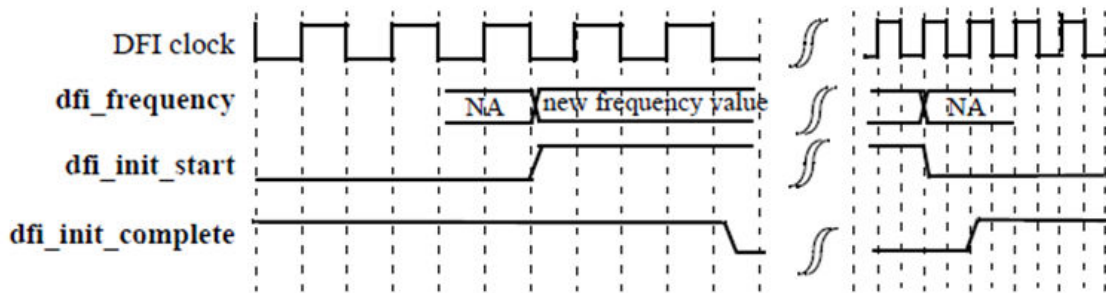 DFI clock
dfi_frequency NA new frequency value NA
dfi_init_start
dfi_init_complete